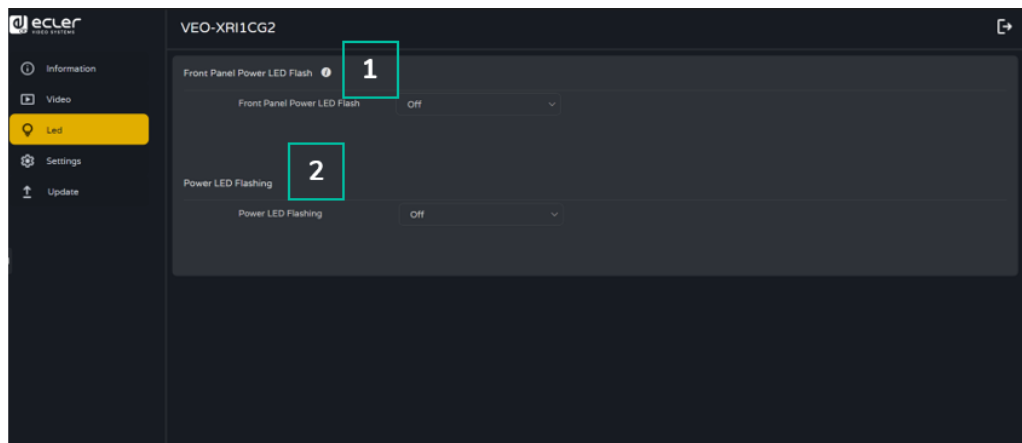 ecler
VIDEO SYSTEMS
VEO-XRI1CG2
Information
Video
Led
Settings
Update
Front Panel Power LED Flash
1
Front Panel Power LED Flash Off
2
Power LED Flashing
Power LED Flashing Off